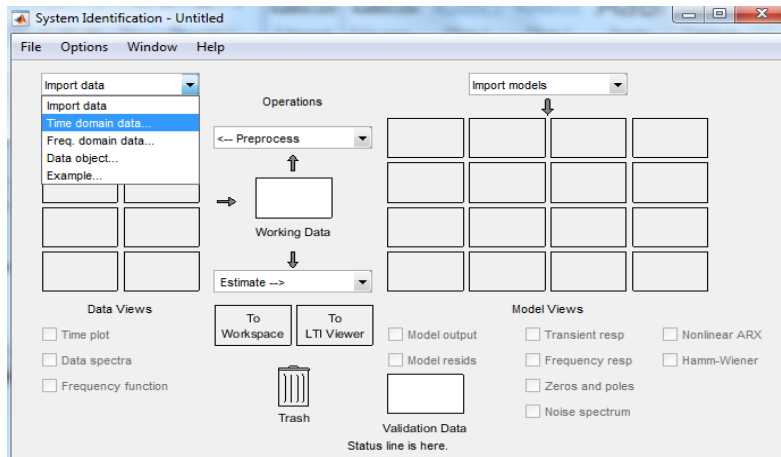 System Identification - Untitled
File Options Window Help
Import data
Import data
Time domain data...
Freq. domain data...
Data object...
Example...
Operations
<-- Preprocess
Working Data
Estimate -->
Import models
Data Views
Time plot
Data spectra
Frequency function
To
Workspace
To
LTI Viewer
Trash
Model Views
Model output
Model resids
Transient resp
Frequency resp
Zeros and poles
Noise spectrum
Nonlinear ARX
Hamm-Wiener
Validation Data
Status line is here.